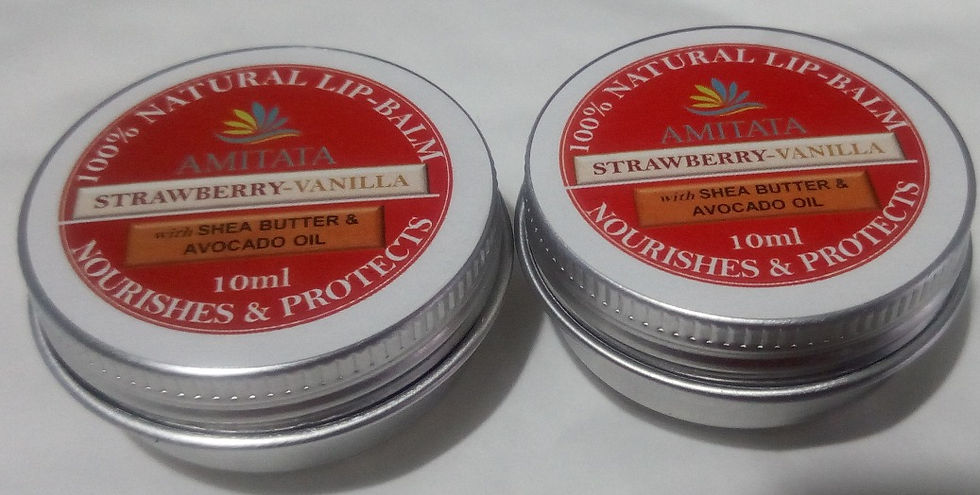 100% NATURAL LIP-BALM
AMITATA
STRAWBERRY-VANILLA
with SHEA BUTTER &
AVOCADO OIL
10ml
NOURISHES & PROTECTS
100% NATURAL LIP-BALM
AMITATA
STRAWBERRY-VANILLA
with SHEA BUTTER &
AVOCADO OIL
10ml
NOURISHES & PROTECTS